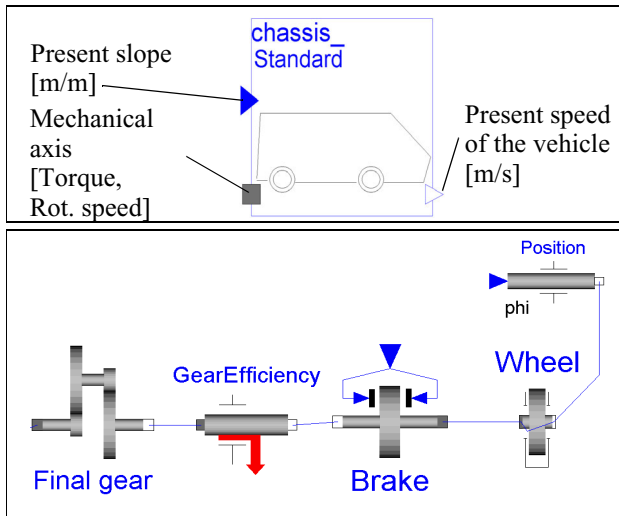 chassis_
Standard
Present slope
[m/m]
Mechanical
axis
[Torque,
Rot. speed]
Present speed
of the vehicle
[m/s]
Position
phi
Wheel
GearEfficiency
Final gear
Brake